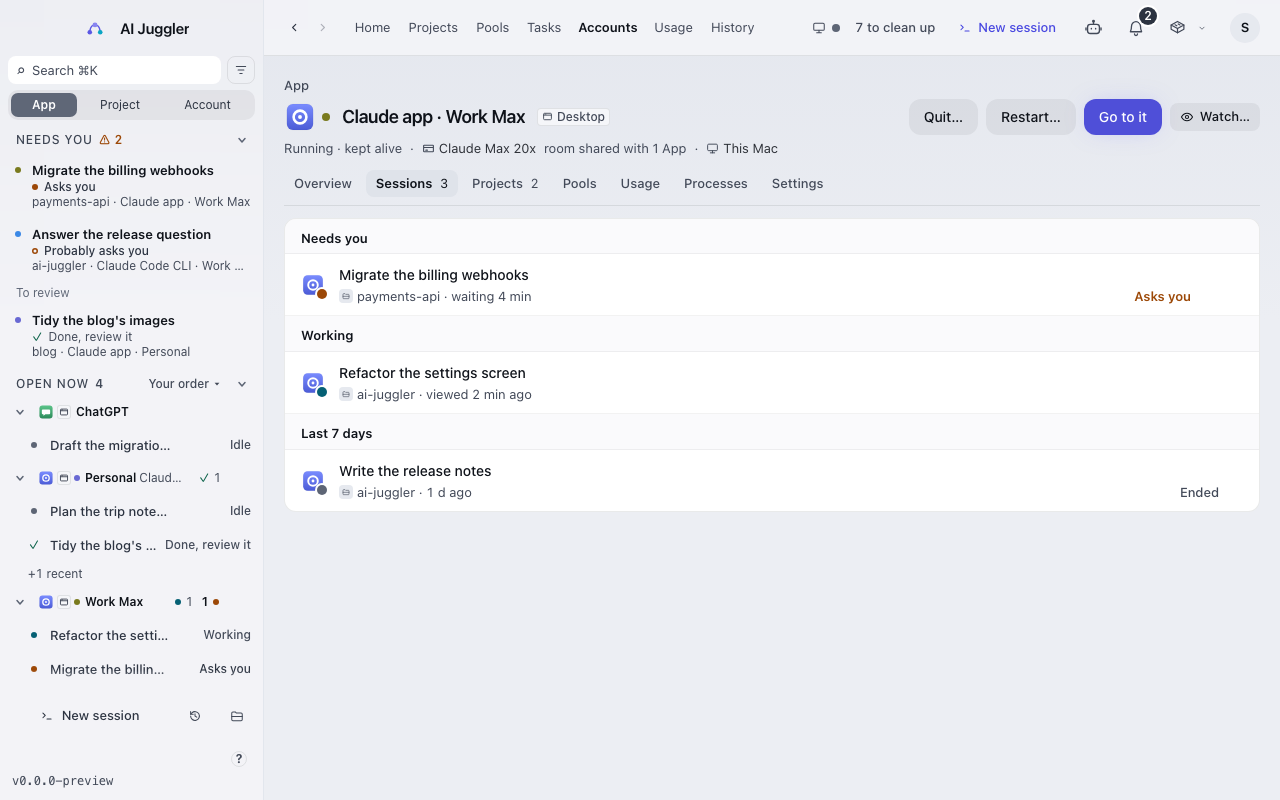 AI Juggler
Search ⌘K
App Project Account
NEEDS YOU 2
Migrate the billing webhooks
Asks you
payments-api · Claude app · Work Max
Answer the release question
Probably asks you
ai-juggler · Claude Code CLI · Work ...
To review
Tidy the blog's images
Done, review it
blog · Claude app · Personal
OPEN NOW 4 Your order
ChatGPT
Draft the migratio... Idle
Personal Claud... 1
Plan the trip note... Idle
Tidy the blog's ... Done, review it
+1 recent
Work Max 1 1
Refactor the setti... Working
Migrate the billin... Asks you
New session
?
v0.0.0-preview
Home Projects Pools Tasks Accounts Usage History 7 to clean up New session 2 S
App
Claude app · Work Max Desktop Quit... Restart... Go to it Watch...
Running · kept alive · Claude Max 20x room shared with 1 App · This Mac
Overview Sessions 3 Projects 2 Pools Usage Processes Settings
Needs you
Migrate the billing webhooks
payments-api · waiting 4 min Asks you
Working
Refactor the settings screen
ai-juggler · viewed 2 min ago
Last 7 days
Write the release notes
ai-juggler · 1 d ago Ended